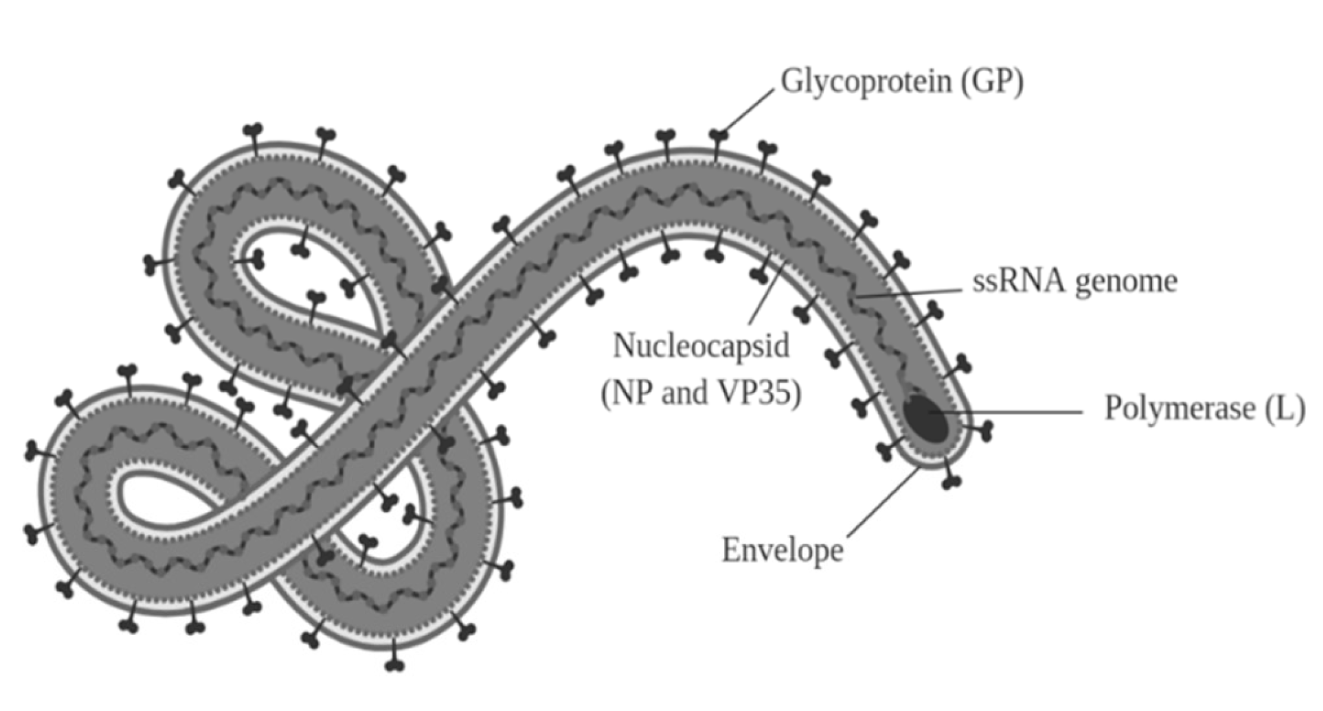 Glycoprotein (GP)
ssRNA genome
Nucleocapsid
(NP and VP35)
Polymerase (L)
Envelope